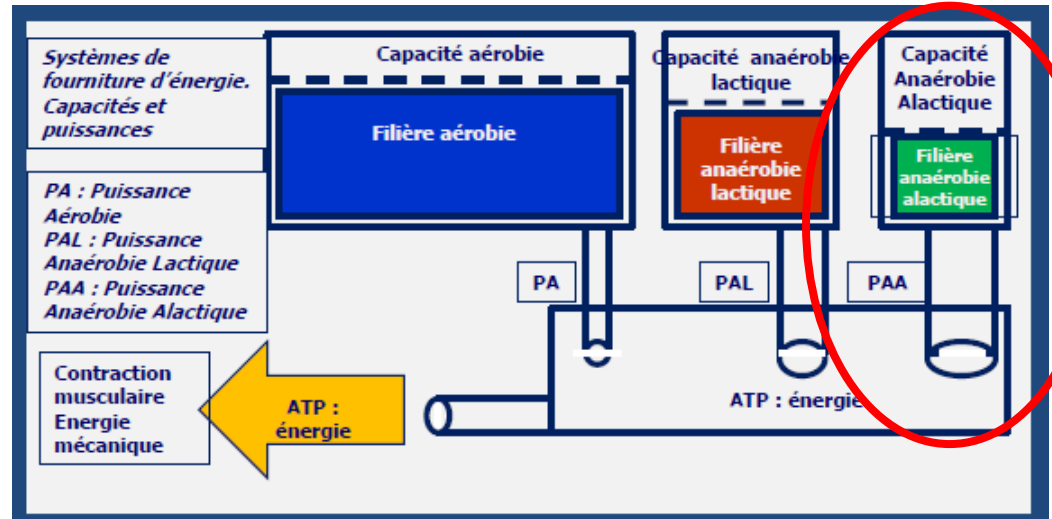 Systèmes de
fourniture d'énergie.
Capacités et
puissances
PA : Puissance
Aérobie
PAL : Puissance
Anaérobie Lactique
PAA : Puissance
Anaérobie Alactique
Capacité aérobie
Filière aérobie
Capacité anaérobie
lactique
Filière
anaérobie
lactique
Capacité
Anaérobie
Alactique
Filière
anaérobie
alactique
PA
PAL
PAA
ATP : énergie
ATP :
énergie
Contraction
musculaire
Energie
mécanique